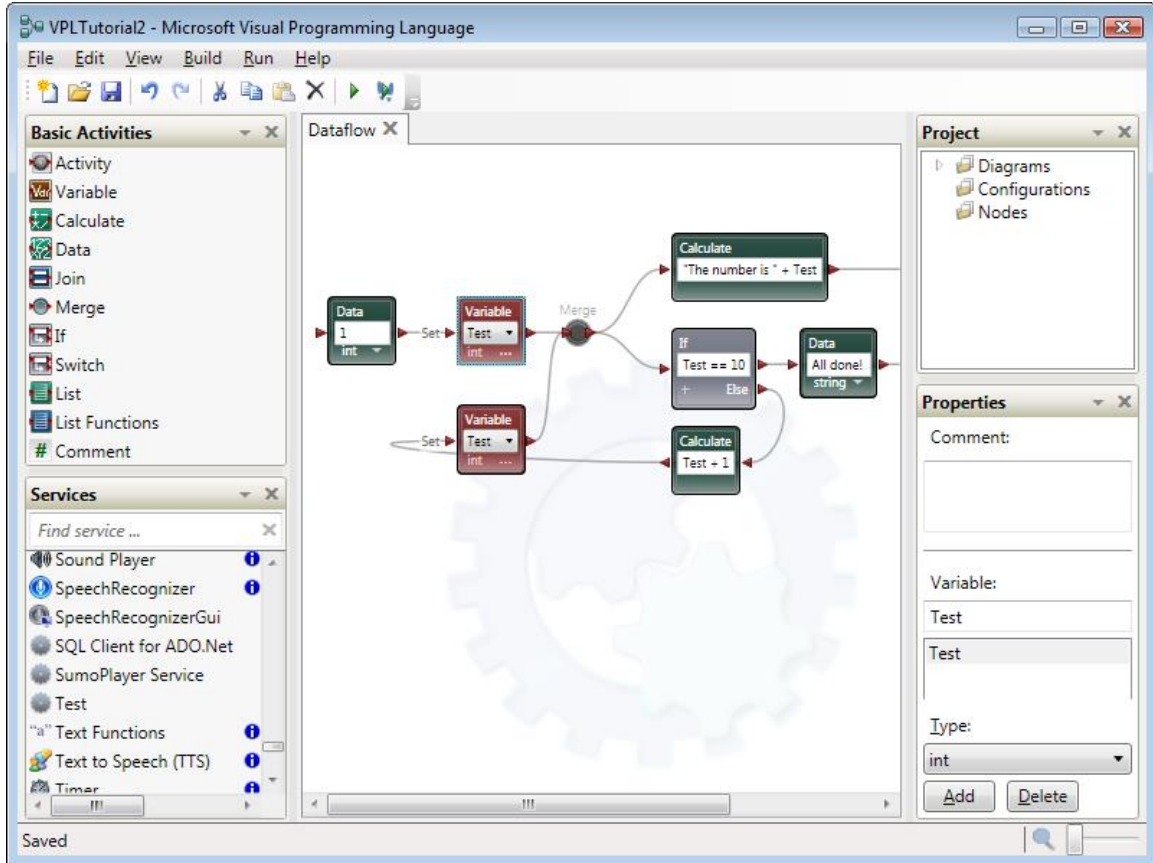 VPLTutorial2 - Microsoft Visual Programming Language
File Edit View Build Run Help
Basic Activities
Activity
Variable
Calculate
Data
Join
Merge
If
Switch
List
List Functions
# Comment
Services
Find service ...
Sound Player
SpeechRecognizer
SpeechRecognizerGui
SQL Client for ADO.Net
SumoPlayer Service
Test
"a" Text Functions
Text to Speech (TTS)
Timer
Dataflow
Data
1
int
Set
Variable
Test
int ...
Merge
Calculate
"The number is " + Test
If
Test == 10
+ Else
Data
All done!
string
Set
Variable
Test
int ...
Calculate
Test + 1
Project
Diagrams
Configurations
Nodes
Properties
Comment:
Variable:
Test
Test
Type:
int
Add Delete
Saved